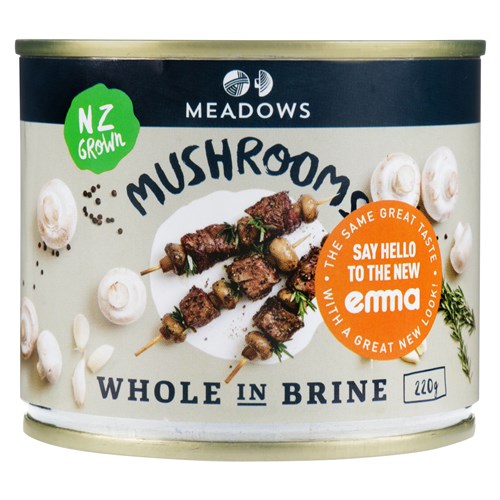 MEADOWS
NZ
GROWN
MUSHROOMS
THE SAME GREAT TASTE
SAY HELLO
TO THE NEW
emma
WITH A GREAT NEW LOOK!
WHOLE IN BRINE
220g